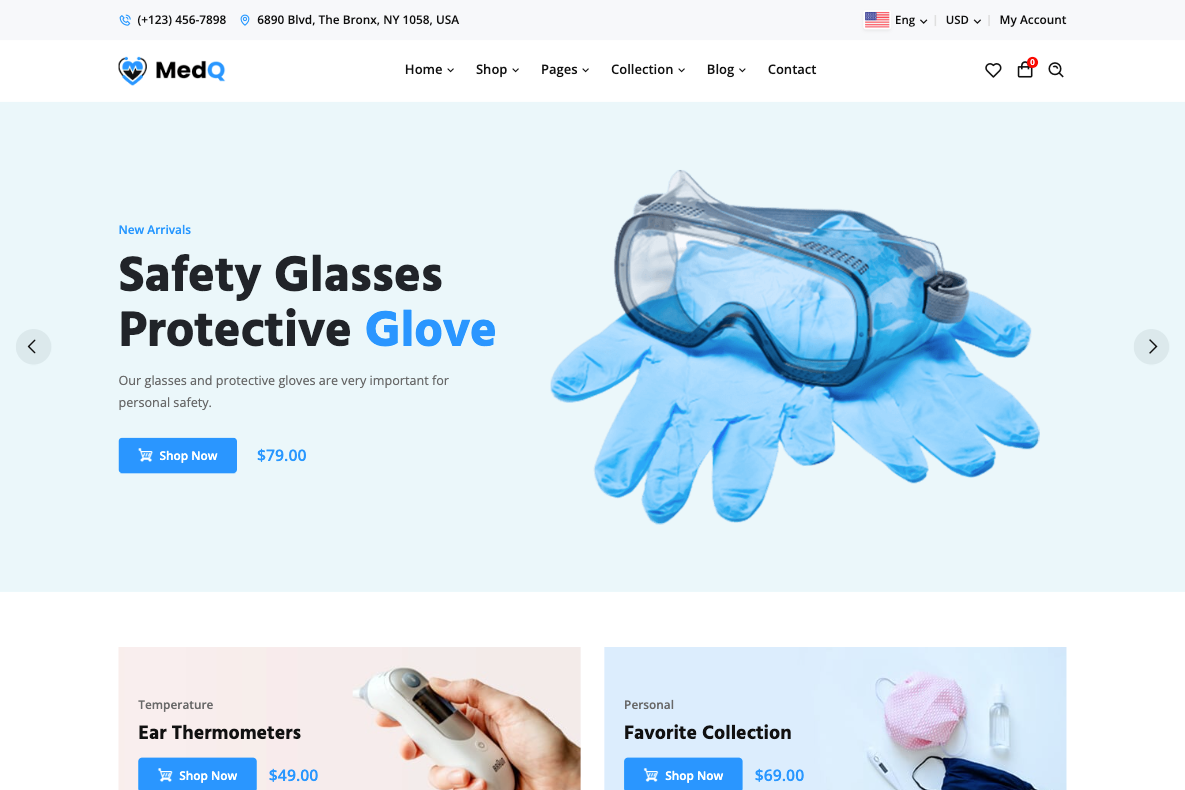 (+123) 456-7898
6890 Blvd, The Bronx, NY 1058, USA
Eng
USD
My Account
MedQ
Home
Shop
Pages
Collection
Blog
Contact
0
New Arrivals
Safety Glasses
Protective Glove
Our glasses and protective gloves are very important for
personal safety.
Shop Now
$79.00
Temperature
Ear Thermometers
Shop Now
$49.00
BRAUN
Personal
Favorite Collection
Shop Now
$69.00